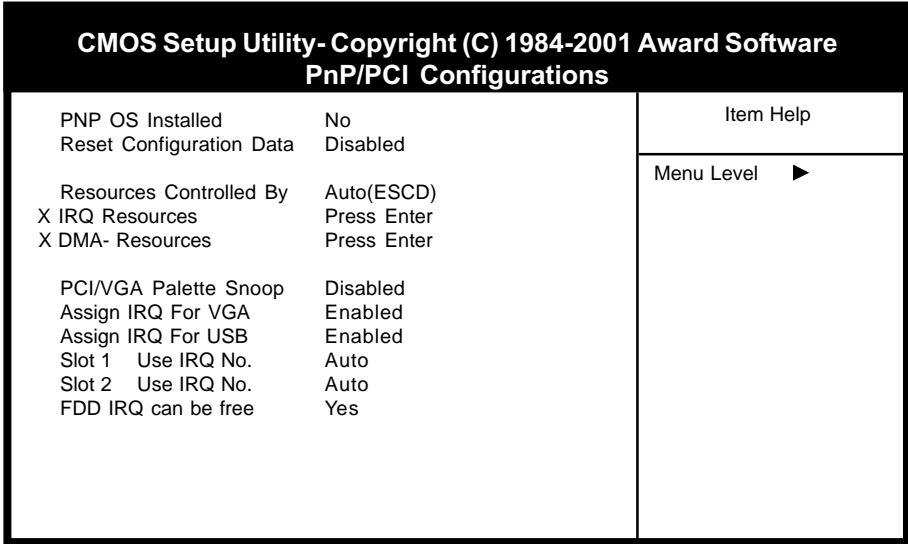 CMOS Setup Utility- Copyright (C) 1984-2001 Award Software
PnP/PCI Configurations
PNP OS Installed No
Reset Configuration Data Disabled
Resources Controlled By Auto(ESCD)
X IRQ Resources Press Enter
X DMA- Resources Press Enter
PCI/VGA Palette Snoop Disabled
Assign IRQ For VGA Enabled
Assign IRQ For USB Enabled
Slot 1 Use IRQ No. Auto
Slot 2 Use IRQ No. Auto
FDD IRQ can be free Yes
Item Help
Menu Level ▶